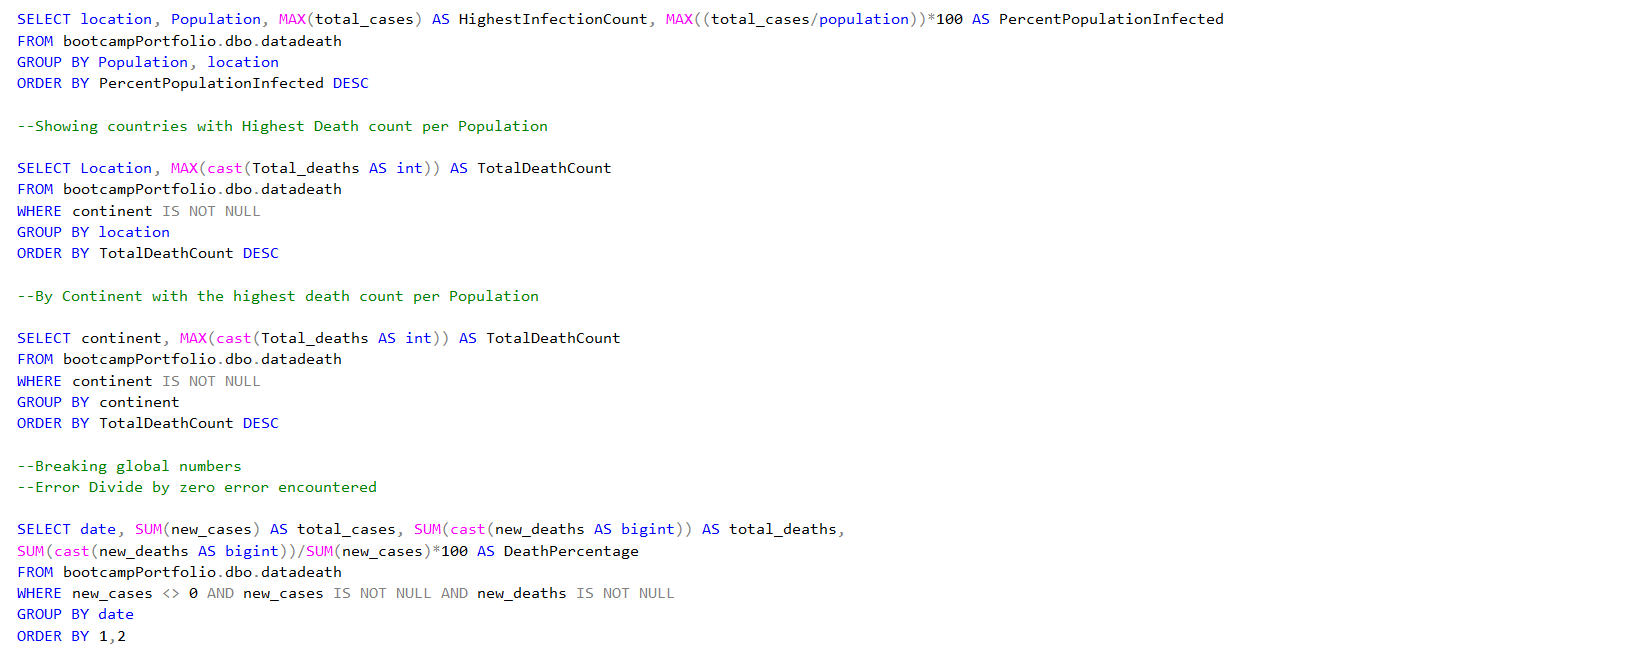 SELECT location, Population, MAX(total_cases) AS HighestInfectionCount, MAX((total_cases/population))*100 AS PercentPopulationInfected
FROM bootcampPortfolio.dbo.datadeath
GROUP BY Population, location
ORDER BY PercentPopulationInfected DESC
--Showing countries with Highest Death count per Population
SELECT Location, MAX(cast(Total_deaths AS int)) AS TotalDeathCount
FROM bootcampPortfolio.dbo.datadeath
WHERE continent IS NOT NULL
GROUP BY location
ORDER BY TotalDeathCount DESC
--By Continent with the highest death count per Population
SELECT continent, MAX(cast(Total_deaths AS int)) AS TotalDeathCount
FROM bootcampPortfolio.dbo.datadeath
WHERE continent IS NOT NULL
GROUP BY continent
ORDER BY TotalDeathCount DESC
--Breaking global numbers
--Error Divide by zero error encountered
SELECT date, SUM(new_cases) AS total_cases, SUM(cast(new_deaths AS bigint)) AS total_deaths,
SUM(cast(new_deaths AS bigint))/SUM(new_cases)*100 AS DeathPercentage
FROM bootcampPortfolio.dbo.datadeath
WHERE new_cases <> 0 AND new_cases IS NOT NULL AND new_deaths IS NOT NULL
GROUP BY date
ORDER BY 1,2